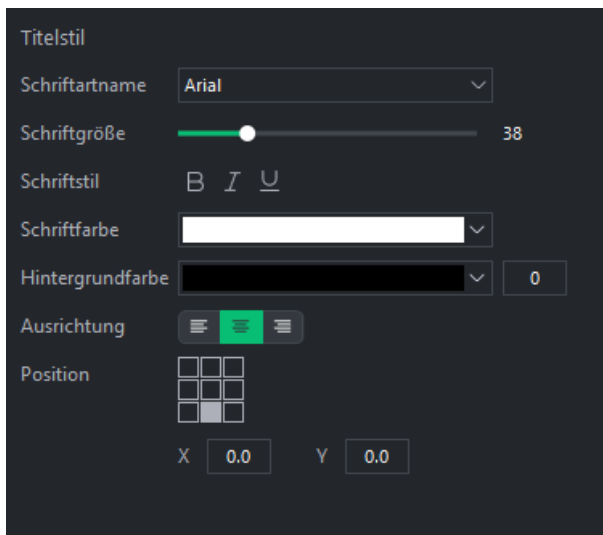 Titelstil
Schriftartname Arial
Schriftgröße 38
Schriftstil B I U
Schriftfarbe
Hintergrundfarbe 0
Ausrichtung
Position
X 0.0 Y 0.0